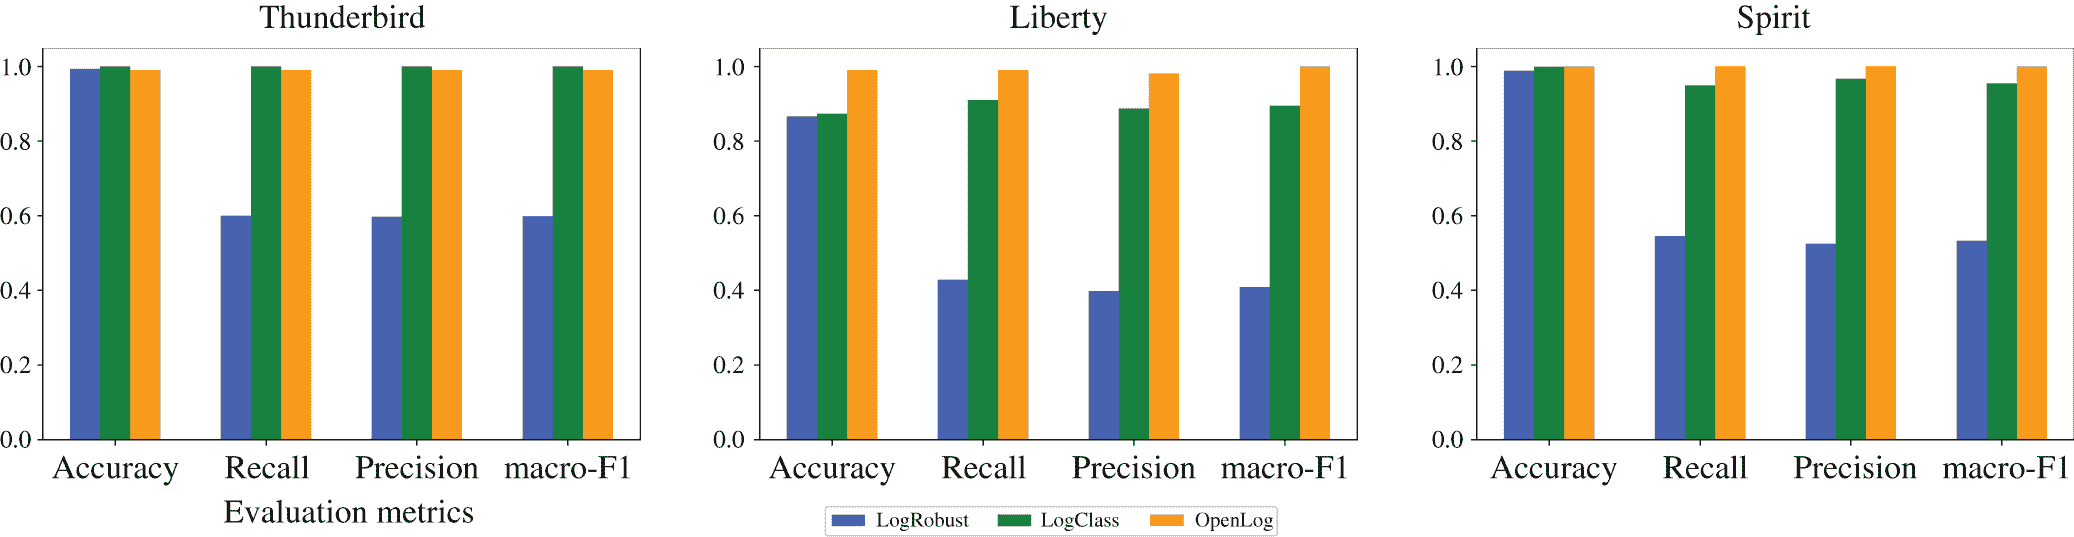 Thunderbird
1.0
0.8
0.6
0.4
0.2
0.0
Accuracy Recall Precision macro-F1
Evaluation metrics
Liberty
1.0
0.8
0.6
0.4
0.2
0.0
Accuracy Recall Precision macro-F1
LogRobust LogClass OpenLog
Spirit
1.0
0.8
0.6
0.4
0.2
0.0
Accuracy Recall Precision macro-F1